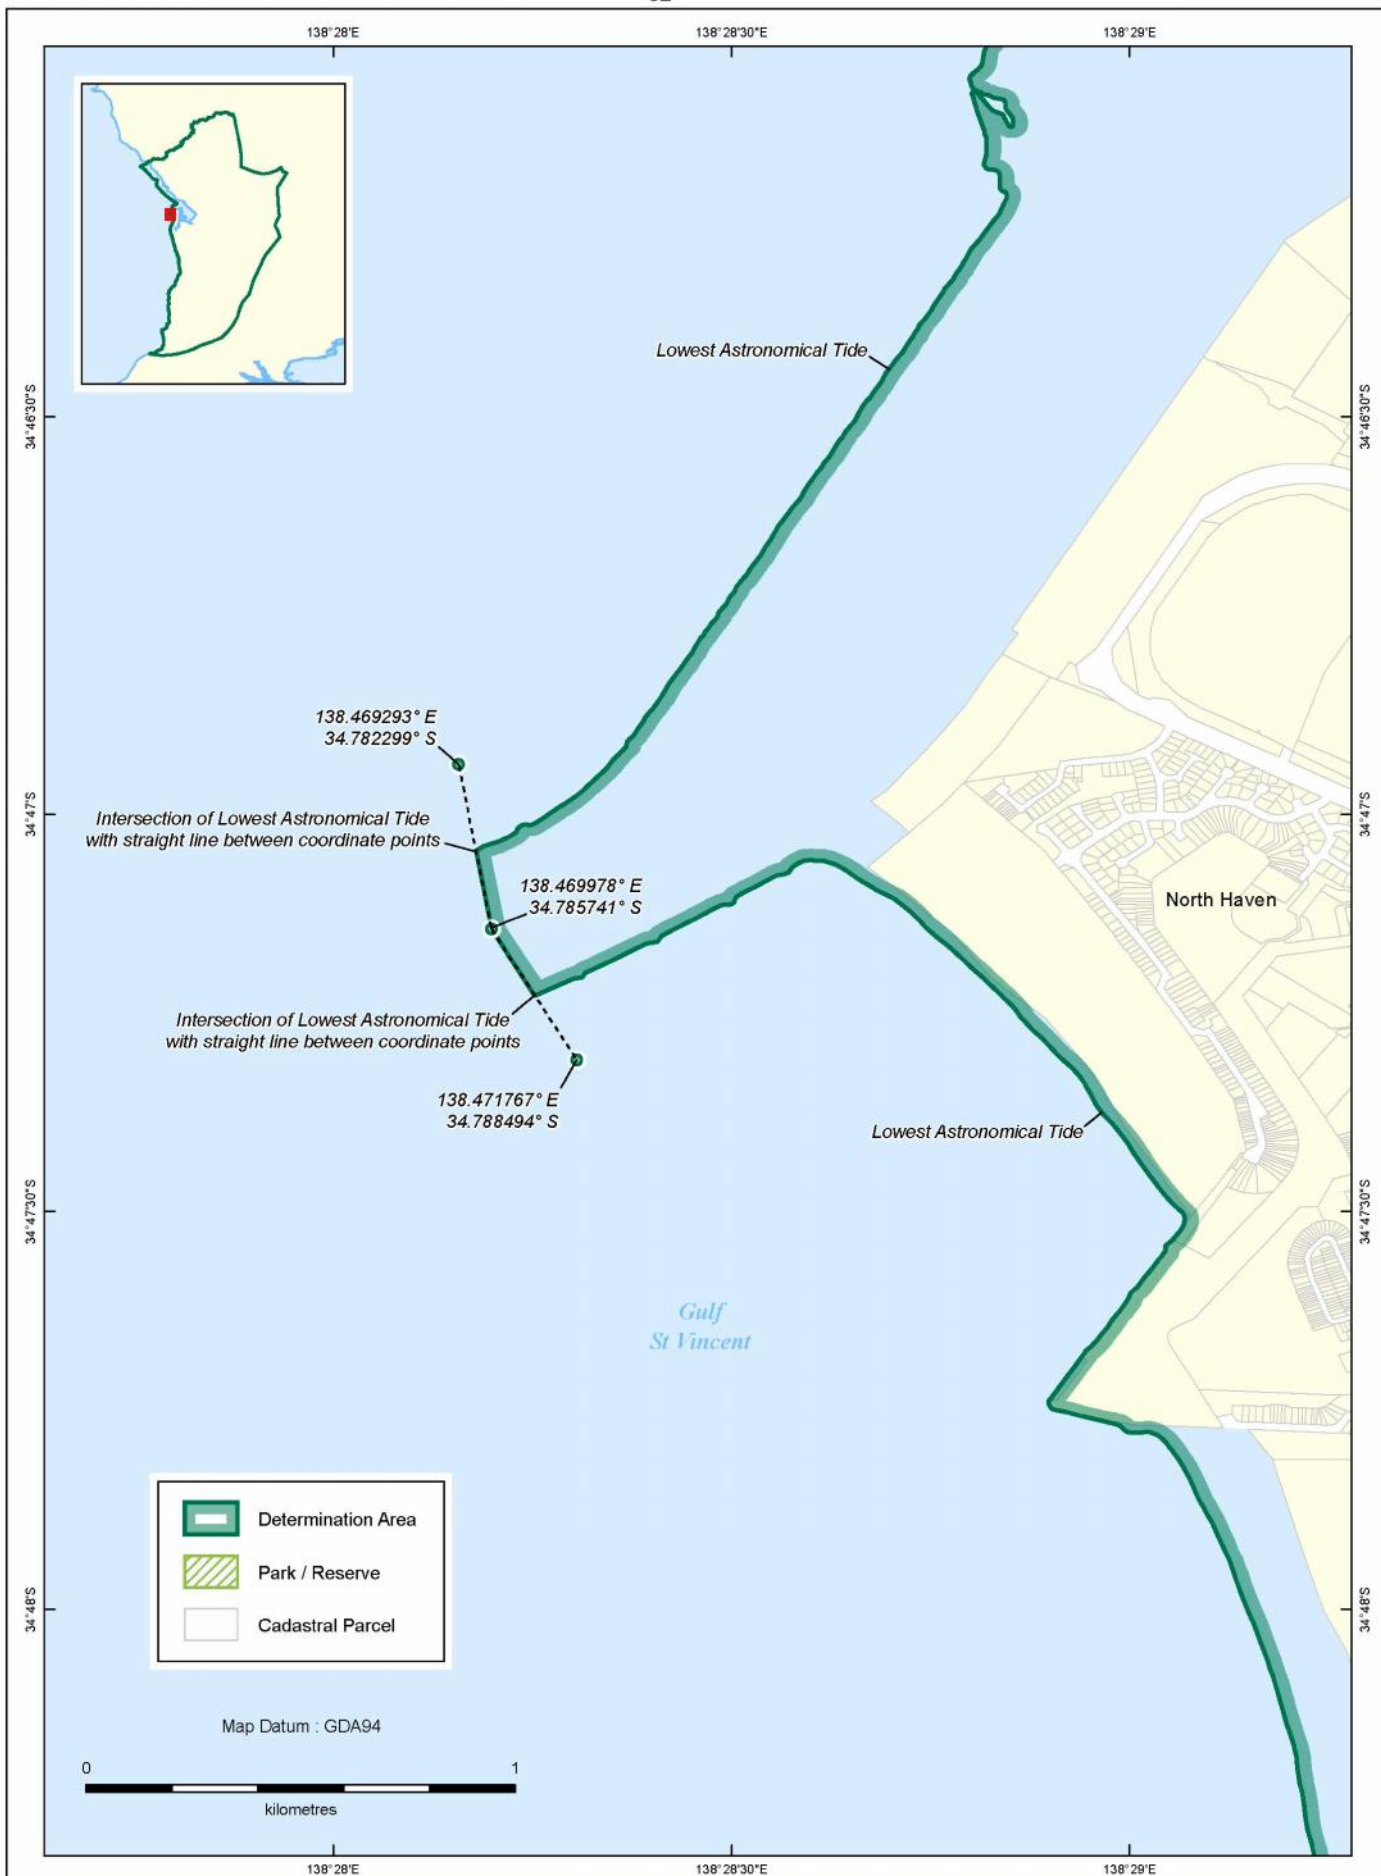 138°28'E
138°28'30"E
138°29'E
Lowest Astronomical Tide
34°46'30"S
34°46'30"S
138.469293° E
34.782299° S
34°47'S
34°47'S
Intersection of Lowest Astronomical Tide
with straight line between coordinate points
138.469978° E
34.785741° S
North Haven
Intersection of Lowest Astronomical Tide
with straight line between coordinate points
138.471767° E
34.788494° S
Lowest Astronomical Tide
34°47'30"S
34°47'30"S
Gulf
St Vincent
Determination Area
Park / Reserve
Cadastral Parcel
34°48'S
34°48'S
Map Datum : GDA94
0 1
kilometres
138°28'E
138°28'30"E
138°29'E